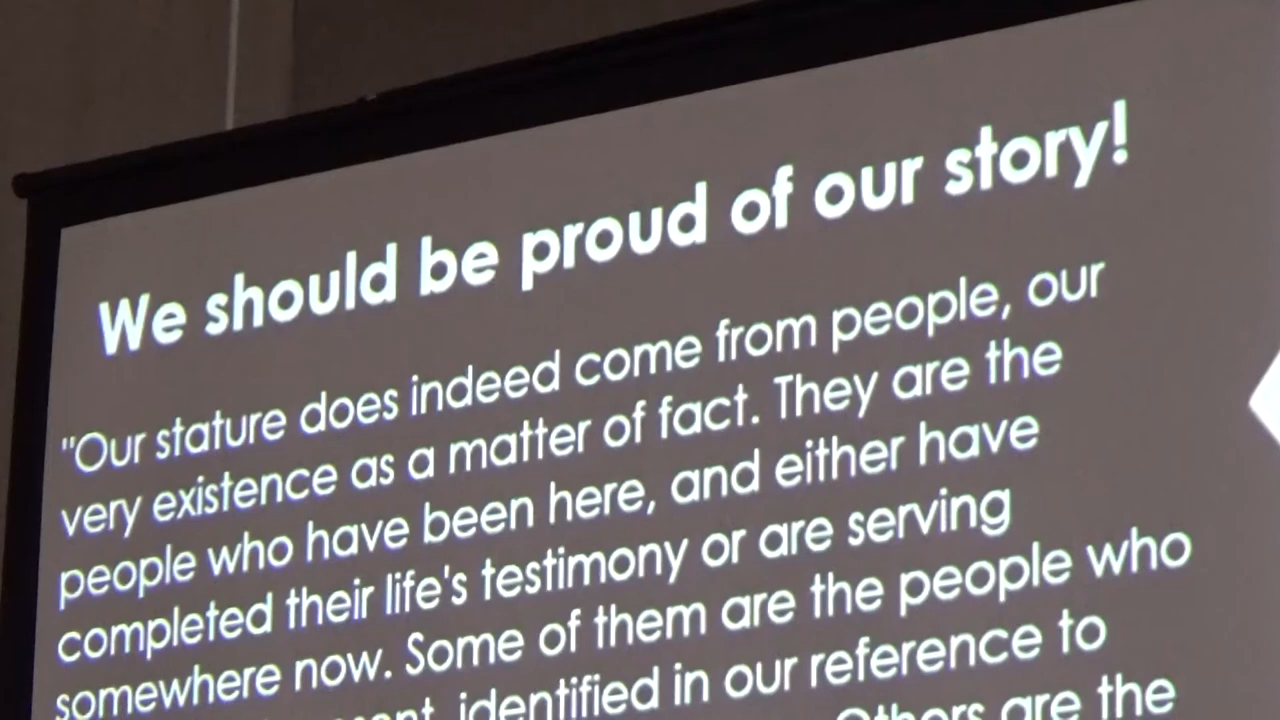 We should be proud of our story!
"Our stature does indeed come from people, our
very existence as a matter of fact. They are the
people who have been here, and either have
completed their life's testimony or are serving
somewhere now. Some of them are the people who
identified in our reference to
Others are the